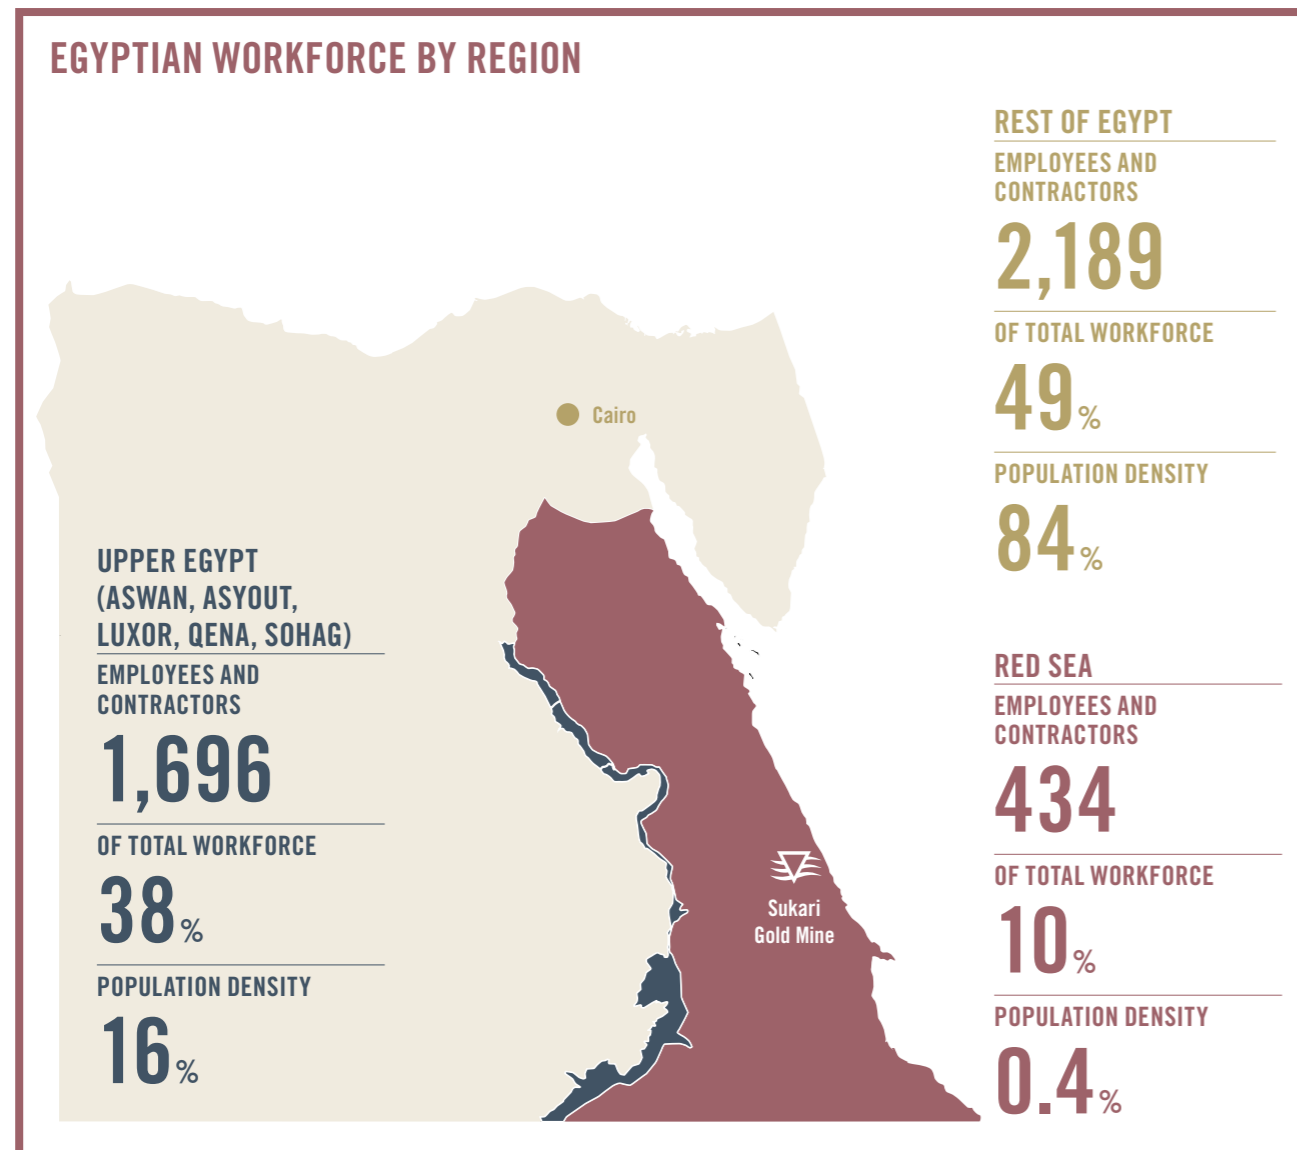 EGYPTIAN WORKFORCE BY REGION
REST OF EGYPT
EMPLOYEES AND
CONTRACTORS
2,189
OF TOTAL WORKFORCE
49%
POPULATION DENSITY
84%
Cairo
UPPER EGYPT
(ASWAN, ASYOUT,
LUXOR, QENA, SOHAG)
EMPLOYEES AND
CONTRACTORS
1,696
OF TOTAL WORKFORCE
38%
POPULATION DENSITY
16%
RED SEA
EMPLOYEES AND
CONTRACTORS
434
OF TOTAL WORKFORCE
10%
POPULATION DENSITY
0.4%
Sukari
Gold Mine